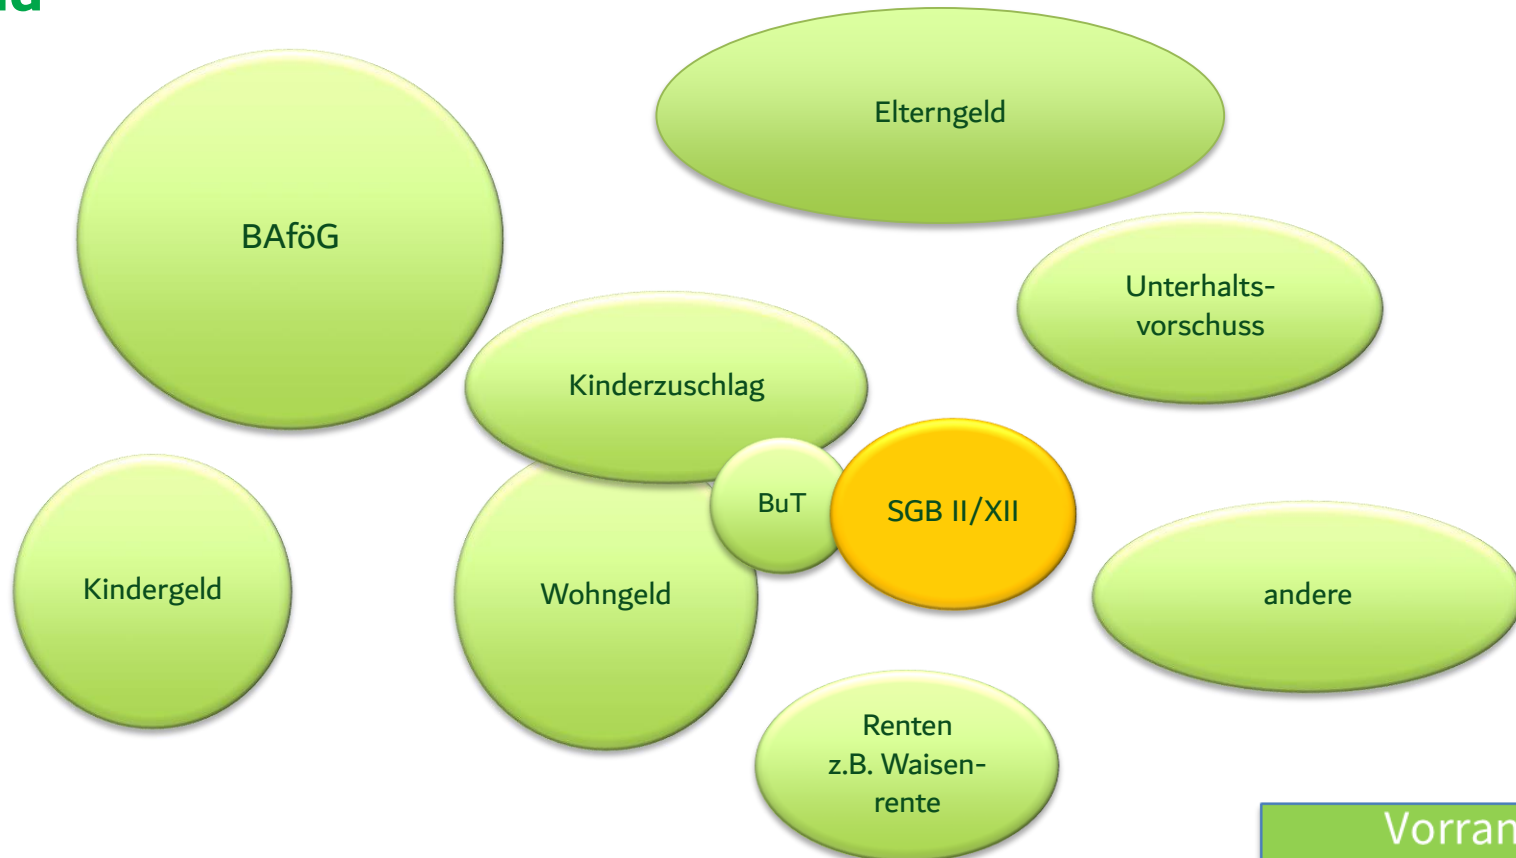 Elterngeld
BAföG
Unterhalts-
vorschuss
Kinderzuschlag
BuT
SGB II/XII
Kindergeld
Wohngeld
andere
Renten
z.B. Waisen-
rente
Vorran